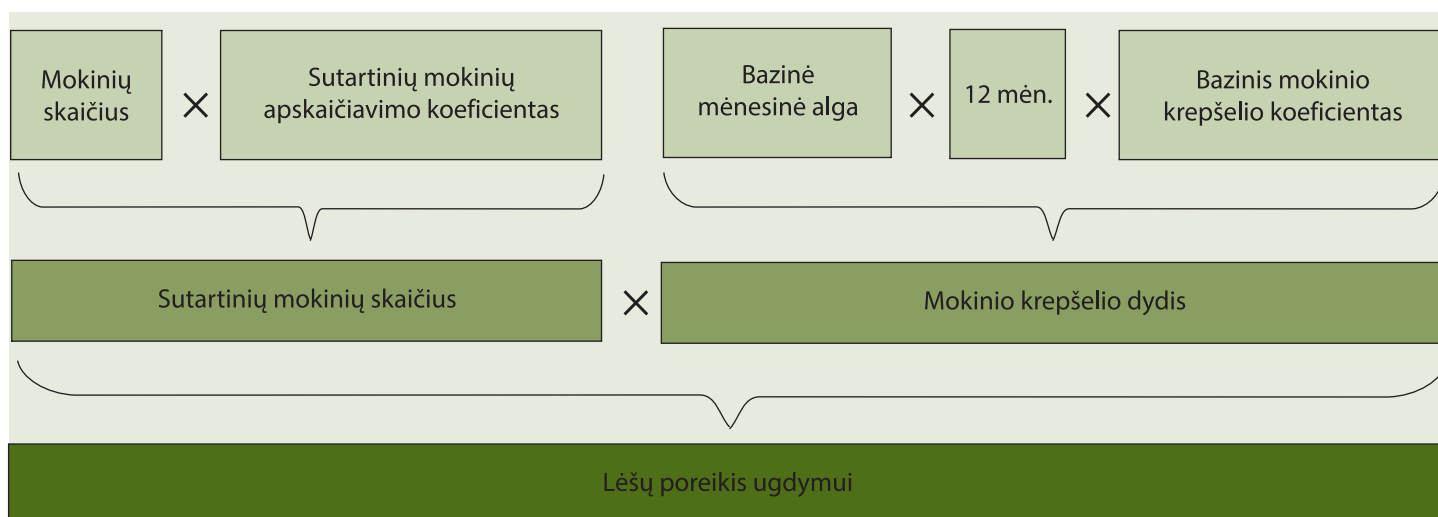 Mokinių
skaičius
×
Sutartinių mokinių
apskaičiavimo koeficientas
Bazinė
mėnesinė alga
×
12 mėn.
×
Bazinis mokinio
krepšelio koeficientas
Sutartinių mokinių skaičius
×
Mokinio krepšelio dydis
Lėšų poreikis ugdymui